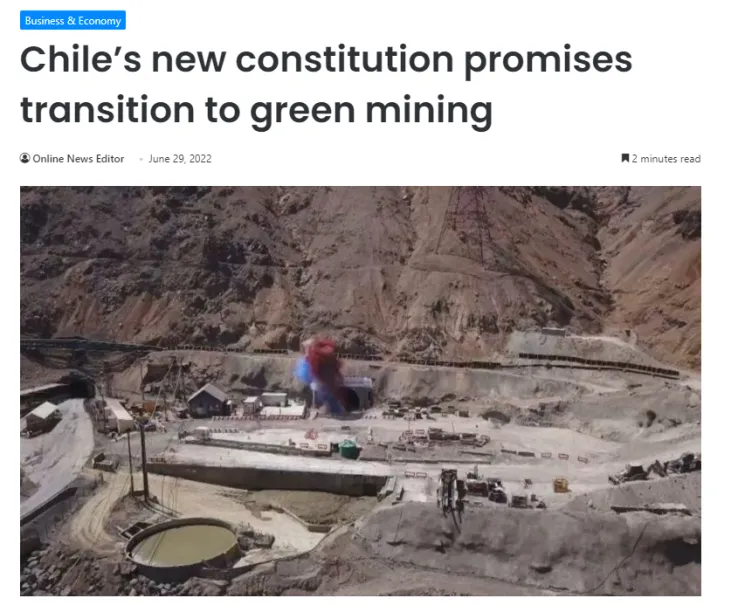 Business & Economy
Chile's new constitution promises
transition to green mining
Online News Editor
June 29, 2022
2 minutes read